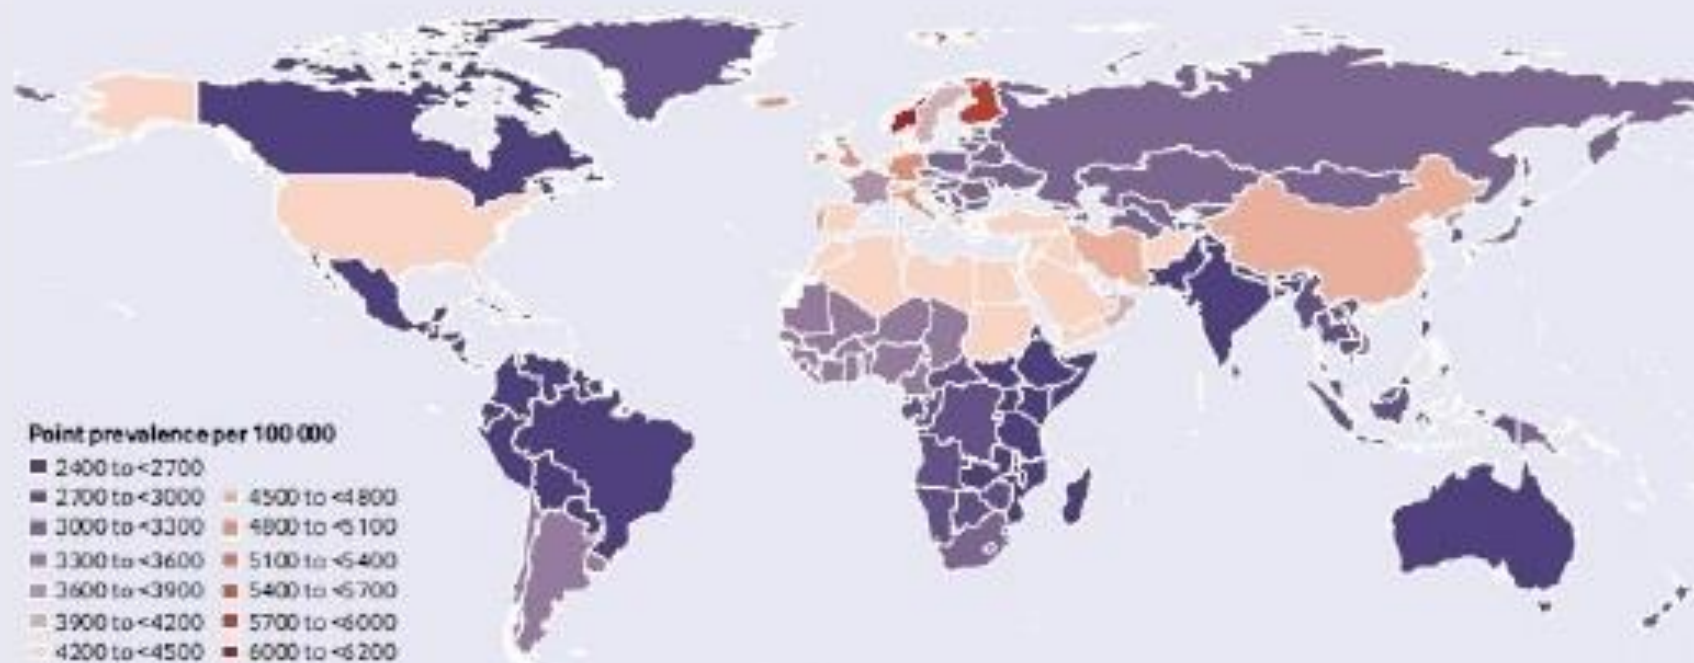 Point prevalence per 100 000
2400 to <2700
2700 to <3000
3000 to <3300
3300 to <3600
3600 to <3900
3900 to <4200
4200 to <4500
4500 to <4800
4800 to <5100
5100 to <5400
5400 to <5700
5700 to <6000
6000 to <6200